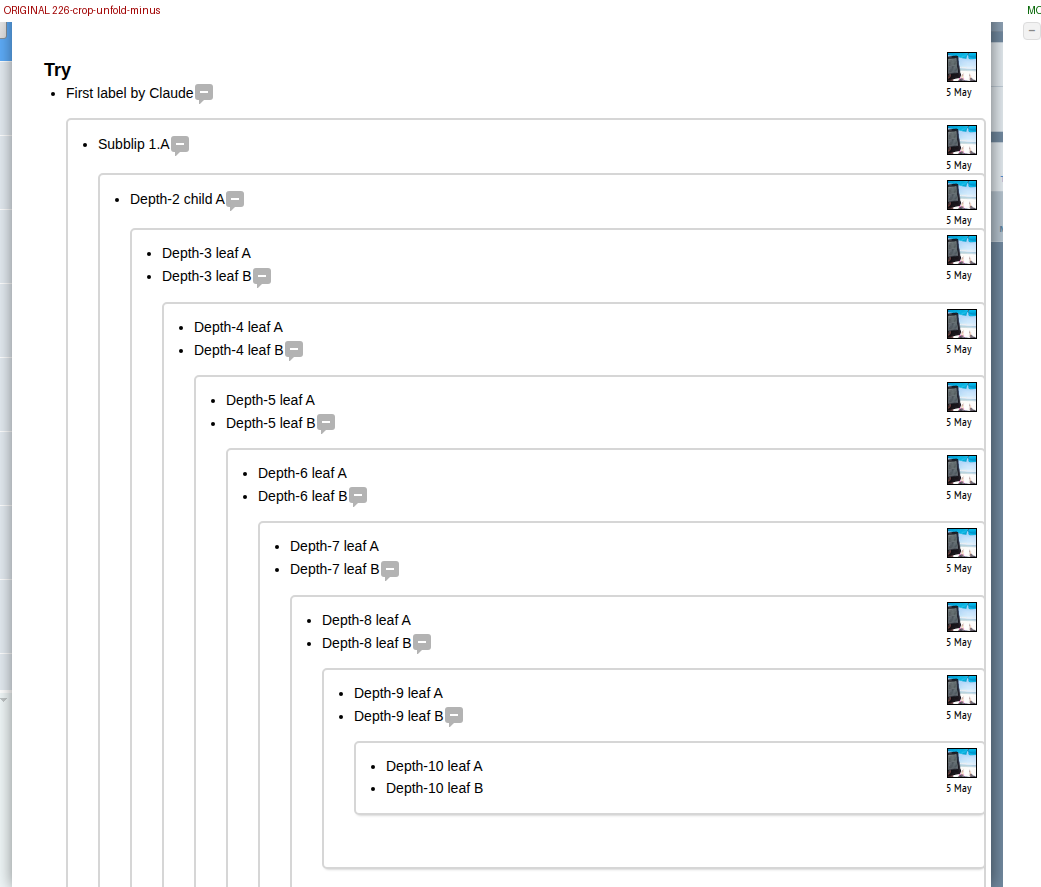 ORIGINAL 226-crop-unfold-minus
MO
Try
5 May
First label by Claude
Subblip 1.A
5 May
Depth-2 child A
5 May
Depth-3 leaf A
5 May
Depth-3 leaf B
Depth-4 leaf A
5 May
Depth-4 leaf B
Depth-5 leaf A
5 May
Depth-5 leaf B
Depth-6 leaf A
5 May
Depth-6 leaf B
Depth-7 leaf A
5 May
Depth-7 leaf B
Depth-8 leaf A
5 May
Depth-8 leaf B
Depth-9 leaf A
5 May
Depth-9 leaf B
Depth-10 leaf A
5 May
Depth-10 leaf B